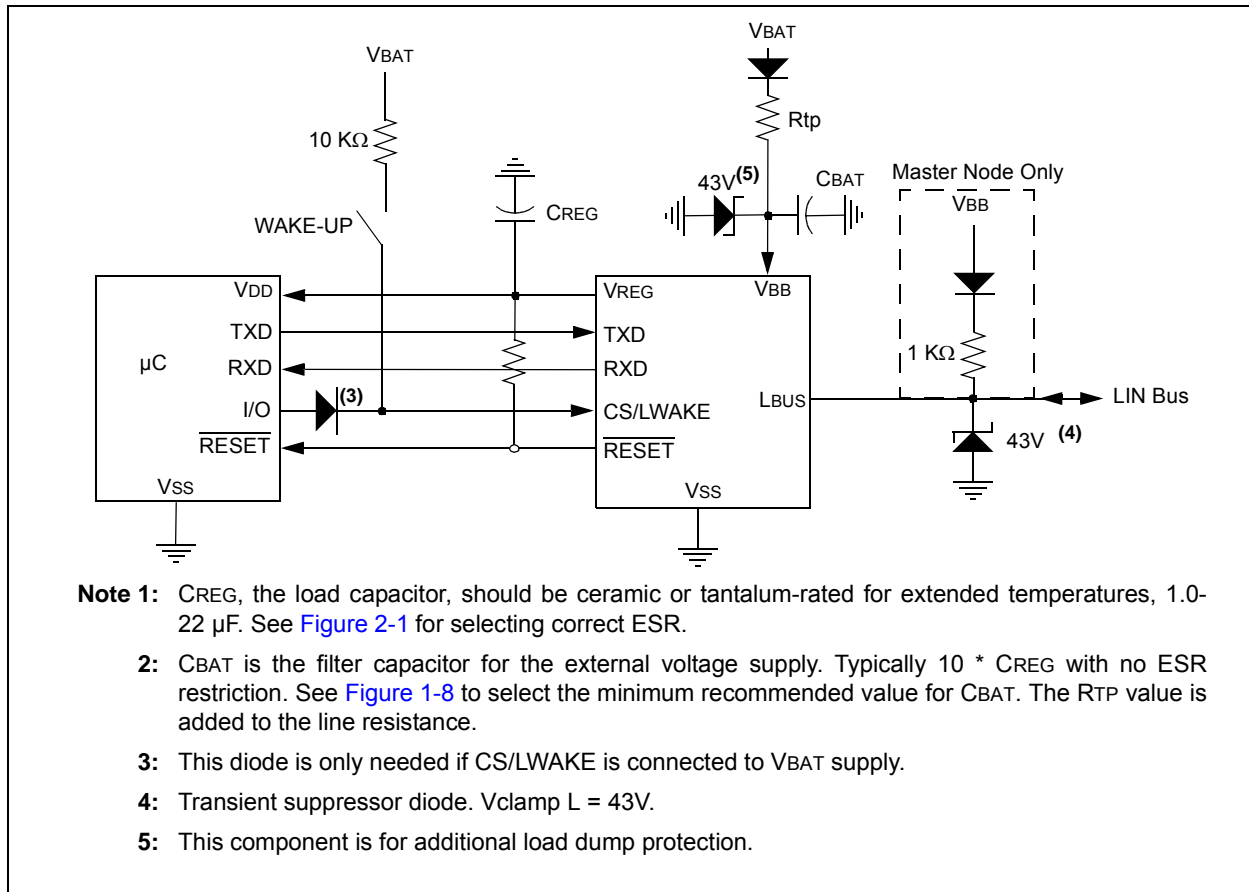 VBAT
VBAT
Rtp
10 KΩ
43V(5)
CBAT
Master Node Only
VBB
CREG
WAKE-UP
VDD
VREG
VBB
TXD
TXD
µC
RXD
RXD
1 KΩ
I/O
(3)
CS/LWAKE
LBUS
LIN Bus
RESET
RESET
43V (4)
VSS
VSS
Note 1: CREG, the load capacitor, should be ceramic or tantalum-rated for extended temperatures, 1.0-
22 µF. See Figure 2-1 for selecting correct ESR.
2: CBAT is the filter capacitor for the external voltage supply. Typically 10 * CREG with no ESR
restriction. See Figure 1-8 to select the minimum recommended value for CBAT. The RTP value is
added to the line resistance.
3: This diode is only needed if CS/LWAKE is connected to VBAT supply.
4: Transient suppressor diode. Vclamp L = 43V.
5: This component is for additional load dump protection.